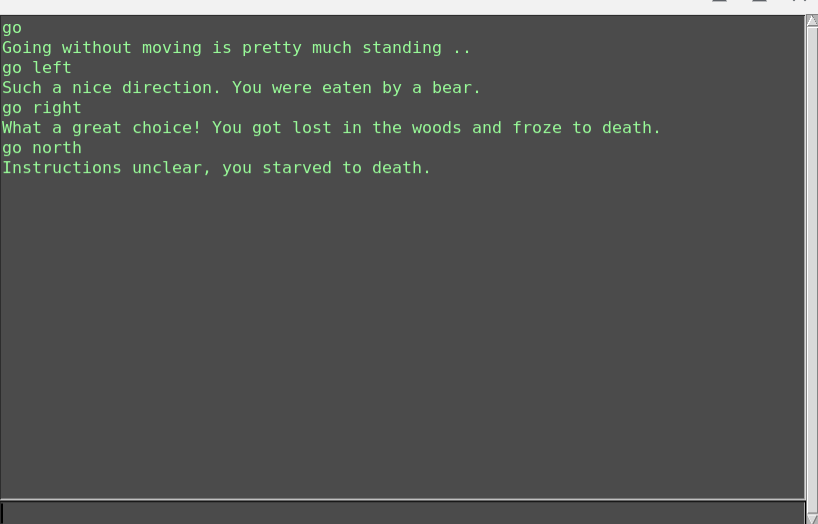 go
Going without moving is pretty much standing ..
go left
Such a nice direction. You were eaten by a bear.
go right
What a great choice! You got lost in the woods and froze to death.
go north
Instructions unclear, you starved to death.